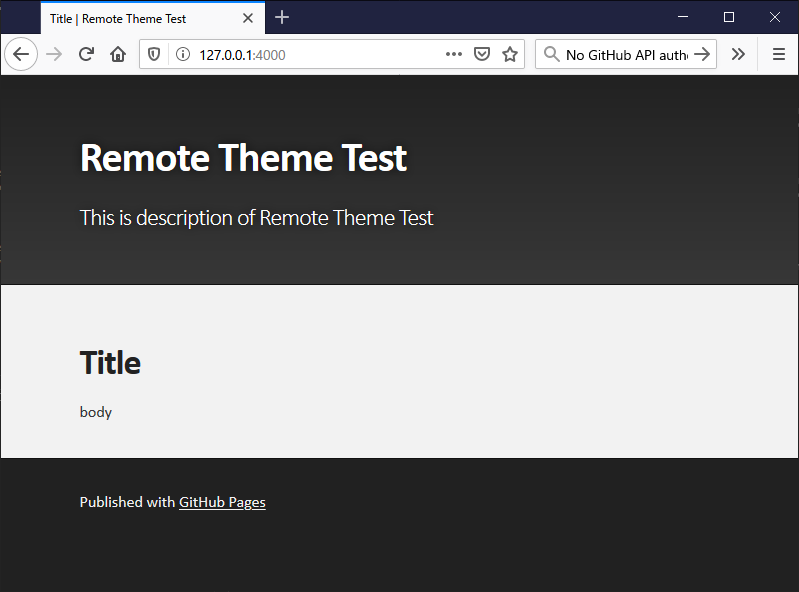 Title | Remote Theme Test
127.0.0.1:4000
No GitHub API auth
Remote Theme Test
This is description of Remote Theme Test
Title
body
Published with GitHub Pages